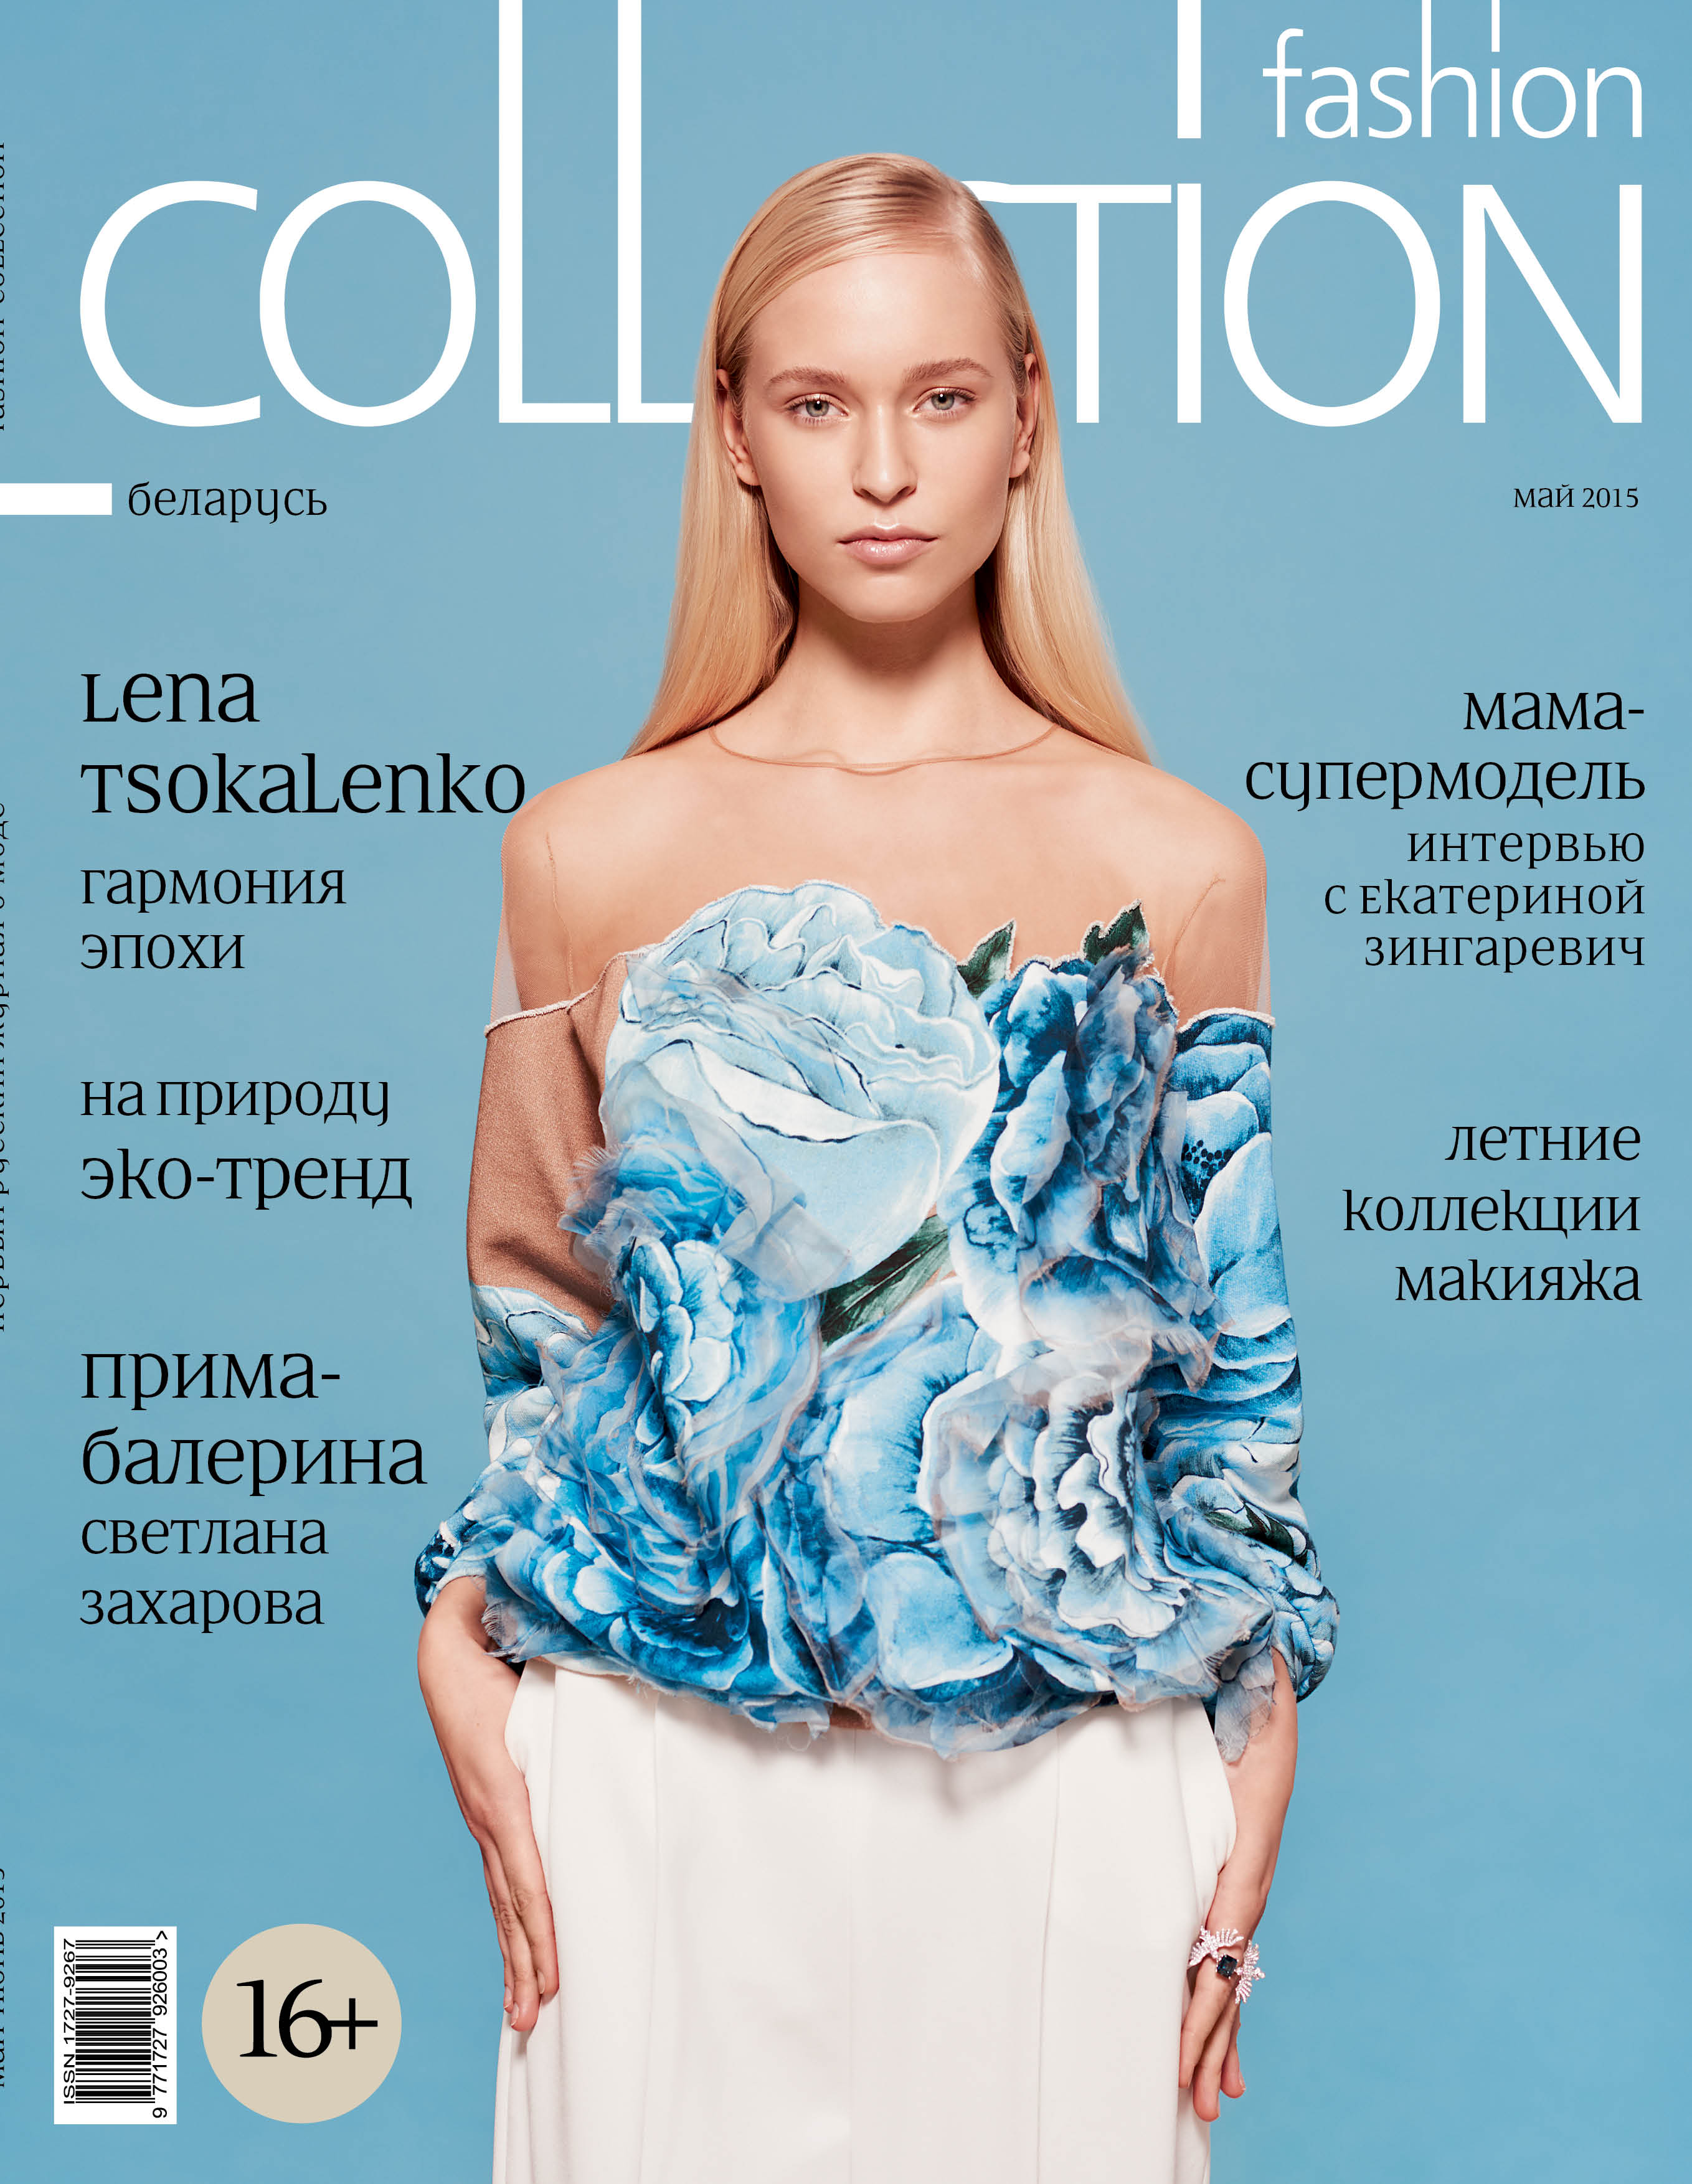 fashion
COLLECTION
беларусь
май 2015
Lena
Tsokalenko
гармония
эпохи
на природу
эко-тренд
прима-
балерина
светлана
захарова
мама-
супермодель
интервью
с Екатериной
зингаревич
летние
коллекции
макияжа
ISSN 1727-9267
9 771727 926003 >
16+